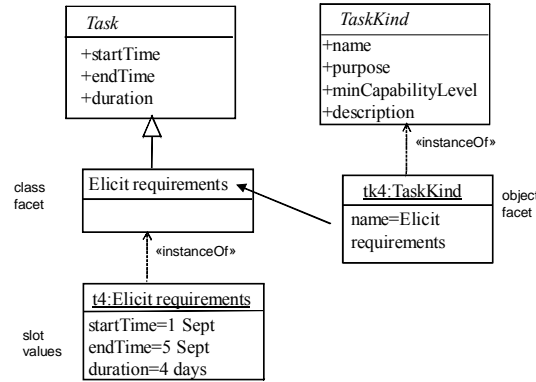 Task
+startTime
+endTime
+duration
TaskKind
+name
+purpose
+minCapabilityLevel
+description
«instanceOf»
class
facet
Elicit requirements
tk4:TaskKind
name=Elicit
requirements
object
facet
«instanceOf»
t4:Elicit requirements
startTime=1 Sept
endTime=5 Sept
duration=4 days
slot
values